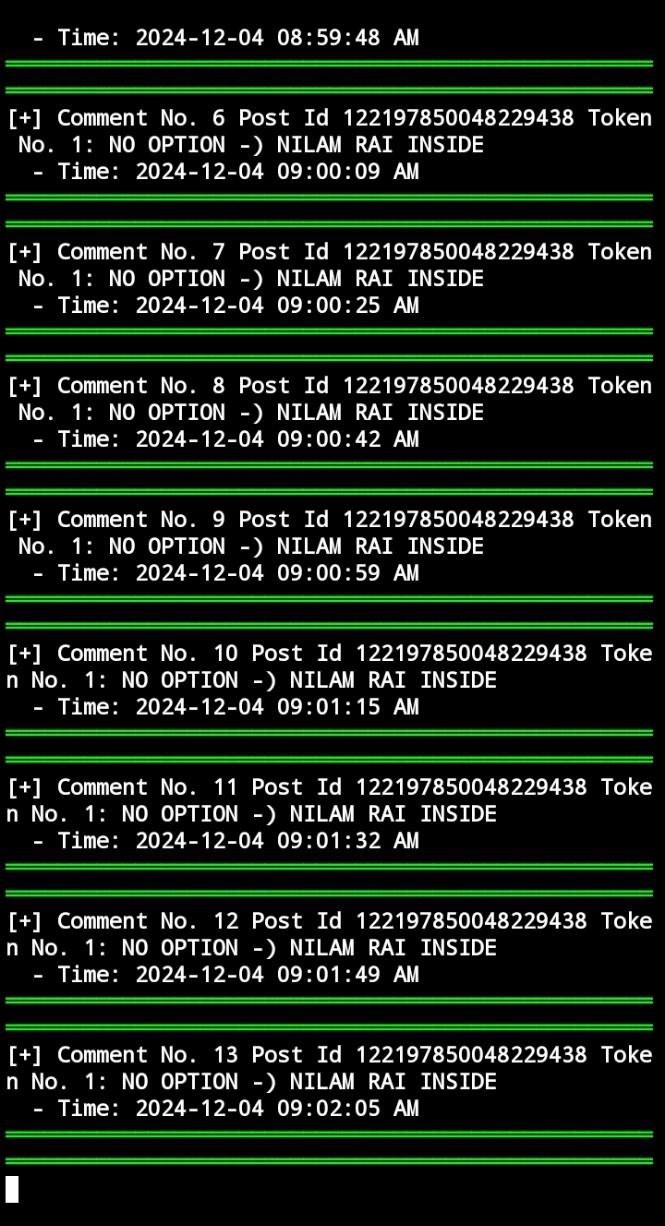 - Time: 2024-12-04 08:59:48 AM
[+] Comment No. 6 Post Id 122197850048229438 Token
No. 1: NO OPTION -) NILAM RAI INSIDE
- Time: 2024-12-04 09:00:09 AM
[+] Comment No. 7 Post Id 122197850048229438 Token
No. 1: NO OPTION -) NILAM RAI INSIDE
- Time: 2024-12-04 09:00:25 AM
[+] Comment No. 8 Post Id 122197850048229438 Token
No. 1: NO OPTION -) NILAM RAI INSIDE
- Time: 2024-12-04 09:00:42 AM
[+] Comment No. 9 Post Id 122197850048229438 Token
No. 1: NO OPTION -) NILAM RAI INSIDE
- Time: 2024-12-04 09:00:59 AM
[+] Comment No. 10 Post Id 122197850048229438 Toke
n No. 1: NO OPTION -) NILAM RAI INSIDE
- Time: 2024-12-04 09:01:15 AM
[+] Comment No. 11 Post Id 122197850048229438 Toke
n No. 1: NO OPTION -) NILAM RAI INSIDE
- Time: 2024-12-04 09:01:32 AM
[+] Comment No. 12 Post Id 122197850048229438 Toke
n No. 1: NO OPTION -) NILAM RAI INSIDE
- Time: 2024-12-04 09:01:49 AM
[+] Comment No. 13 Post Id 122197850048229438 Toke
n No. 1: NO OPTION -) NILAM RAI INSIDE
- Time: 2024-12-04 09:02:05 AM